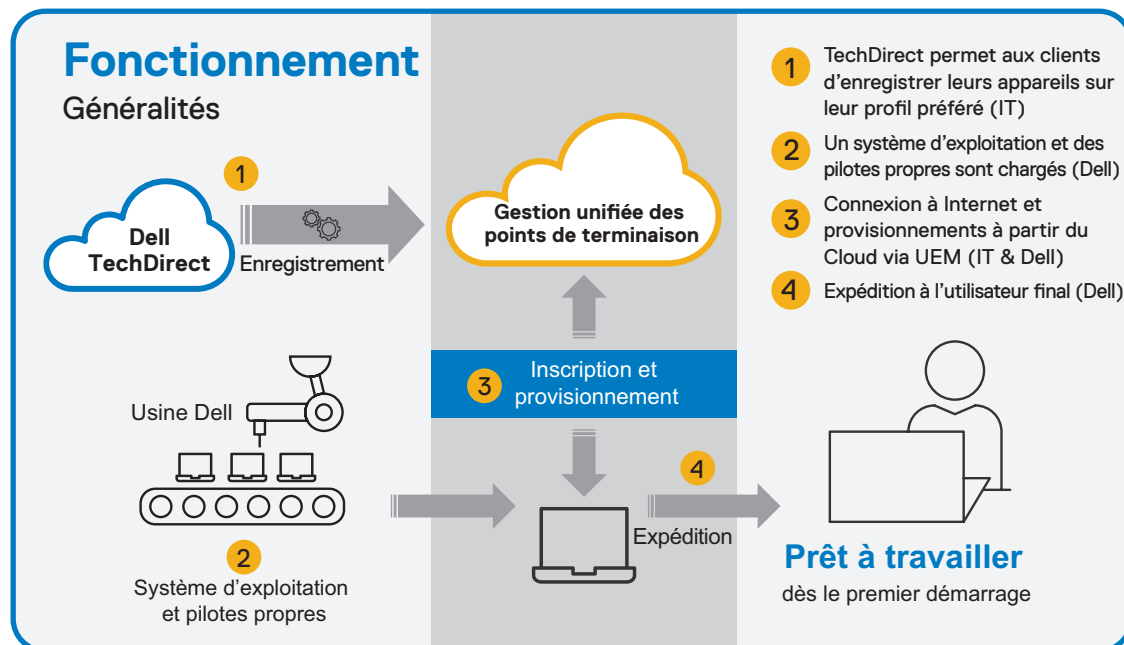 Fonctionnement
Généralités
1
Dell
TechDirect
Enregistrement
Gestion unifiée des
points de terminaison
Usine Dell
2
Système d'exploitation
et pilotes propres
3
Inscription et
provisionnement
4
Expédition
1
TechDirect permet aux clients
d'enregistrer leurs appareils sur
leur profil préféré (IT)
2
Un système d'exploitation et des
pilotes propres sont chargés (Dell)
3
Connexion à Internet et
provisionnements à partir du
Cloud via UEM (IT & Dell)
4
Expédition à l'utilisateur final (Dell)
Prêt à travailler
dès le premier démarrage